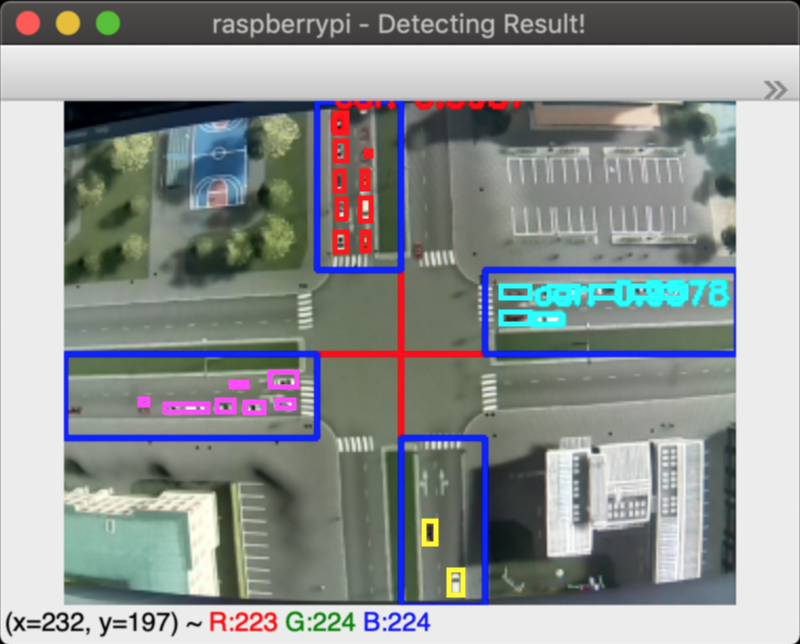 raspberrypi - Detecting Result!
(x=232, y=197) ~ R:223 G:224 B:224